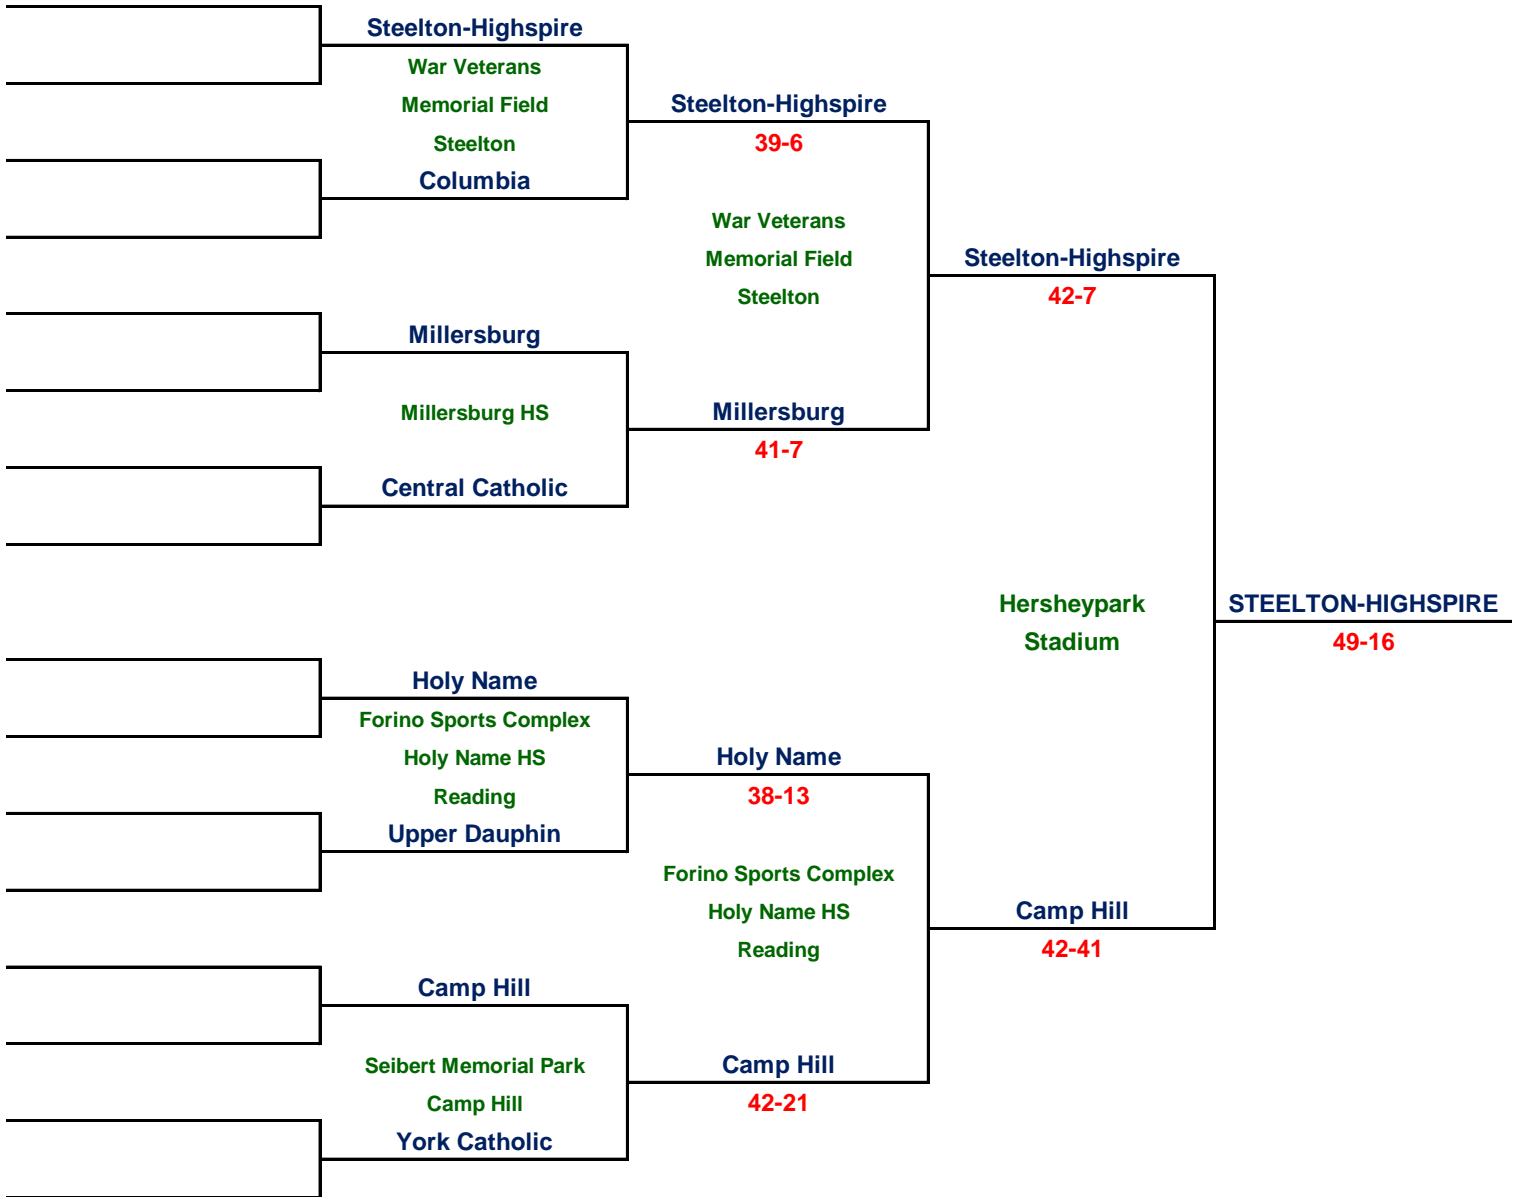 Steelton-Highspire
War Veterans
Memorial Field
Steelton
Columbia
Steelton-Highspire
39-6
War Veterans
Memorial Field
Steelton
Steelton-Highspire
42-7
Millersburg
Millersburg HS
Central Catholic
Millersburg
41-7
Hersheypark
Stadium
STEELTON-HIGHSPIRE
49-16
Holy Name
Forino Sports Complex
Holy Name HS
Reading
Upper Dauphin
Holy Name
38-13
Forino Sports Complex
Holy Name HS
Reading
Camp Hill
42-41
Camp Hill
Seibert Memorial Park
Camp Hill
York Catholic
Camp Hill
42-21